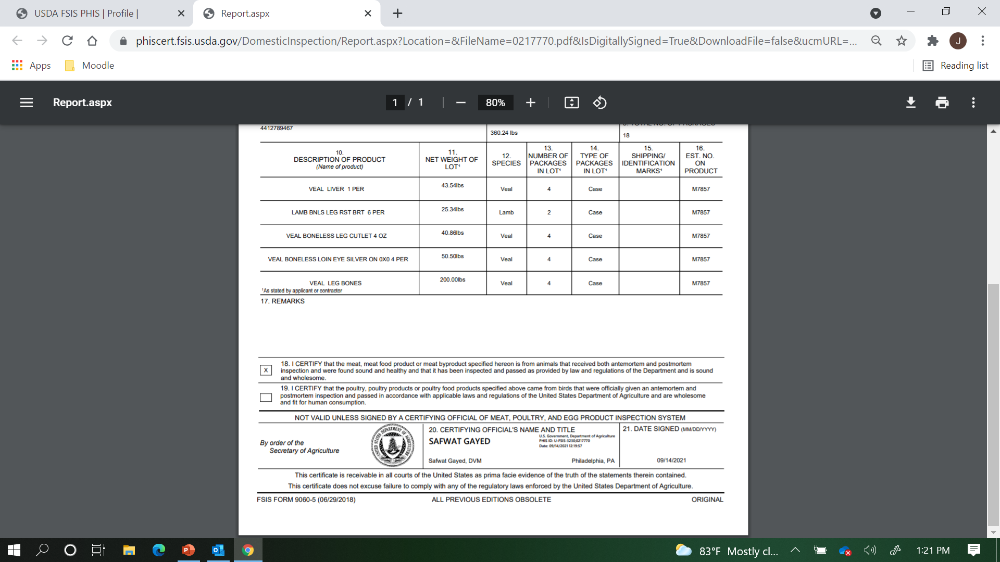 USDA FSIS PHIS | Profile |
Report.aspx
phiscert.fsis.usda.gov/DomesticInspection/Report.aspx?Location=&FileName=0217770.pdf&IsDigitallySigned=True&DownloadFile=false&ucmURL=...
J
Apps
Moodle
Reading list
Report.aspx
1 / 1
80%
4412789467
360.24 lbs
18
10.
DESCRIPTION OF PRODUCT
(Name of product)
11.
NET WEIGHT OF
LOT¹
12.
SPECIES
13.
NUMBER OF
PACKAGES
IN LOT¹
14.
TYPE OF
PACKAGES
IN LOT¹
15.
SHIPPING/
IDENTIFICATION
MARKS¹
16.
EST. NO.
ON
PRODUCT
VEAL LIVER 1 PER 43.54lbs Veal 4 Case M7857
LAMB BNLS LEG RST BRT 6 PER 25.34lbs Lamb 2 Case M7857
VEAL BONELESS LEG CUTLET 4 OZ 40.86lbs Veal 4 Case M7857
VEAL BONELESS LOIN EYE SILVER ON 0X0 4 PER 50.50lbs Veal 4 Case M7857
VEAL LEG BONES 200.00lbs Veal 4 Case M7857
¹As stated by applicant or contractor
17. REMARKS
X
18. I CERTIFY that the meat, meat food product or meat byproduct specified hereon is from animals that received both antemortem and postmortem
inspection and were found sound and healthy and that it has been inspected and passed as provided by law and regulations of the Department and is sound
and wholesome.
19. I CERTIFY that the poultry, poultry products or poultry food products specified above came from birds that were officially given an antemortem and
postmortem inspection and passed in accordance with applicable laws and regulations of the United States Department of Agriculture and are wholesome
and fit for human consumption.
NOT VALID UNLESS SIGNED BY A CERTIFYING OFFICIAL OF MEAT, POULTRY, AND EGG PRODUCT INSPECTION SYSTEM
By order of the
Secretary of Agriculture
20. CERTIFYING OFFICIAL'S NAME AND TITLE
SAFWAT GAYED
U.S. Government, Department of Agriculture
PHIS ID: U-FSIS-3230;0217770
Date: 09/14/2021 12:19:57
Safwat Gayed, DVM
Philadelphia, PA
21. DATE SIGNED (MM/DD/YYYY)
09/14/2021
This certificate is receivable in all courts of the United States as prima facie evidence of the truth of the statements therein contained.
This certificate does not excuse failure to comply with any of the regulatory laws enforced by the United States Department of Agriculture.
FSIS FORM 9060-5 (06/29/2018)
ALL PREVIOUS EDITIONS OBSOLETE
ORIGINAL
83°F Mostly cl...
1:21 PM